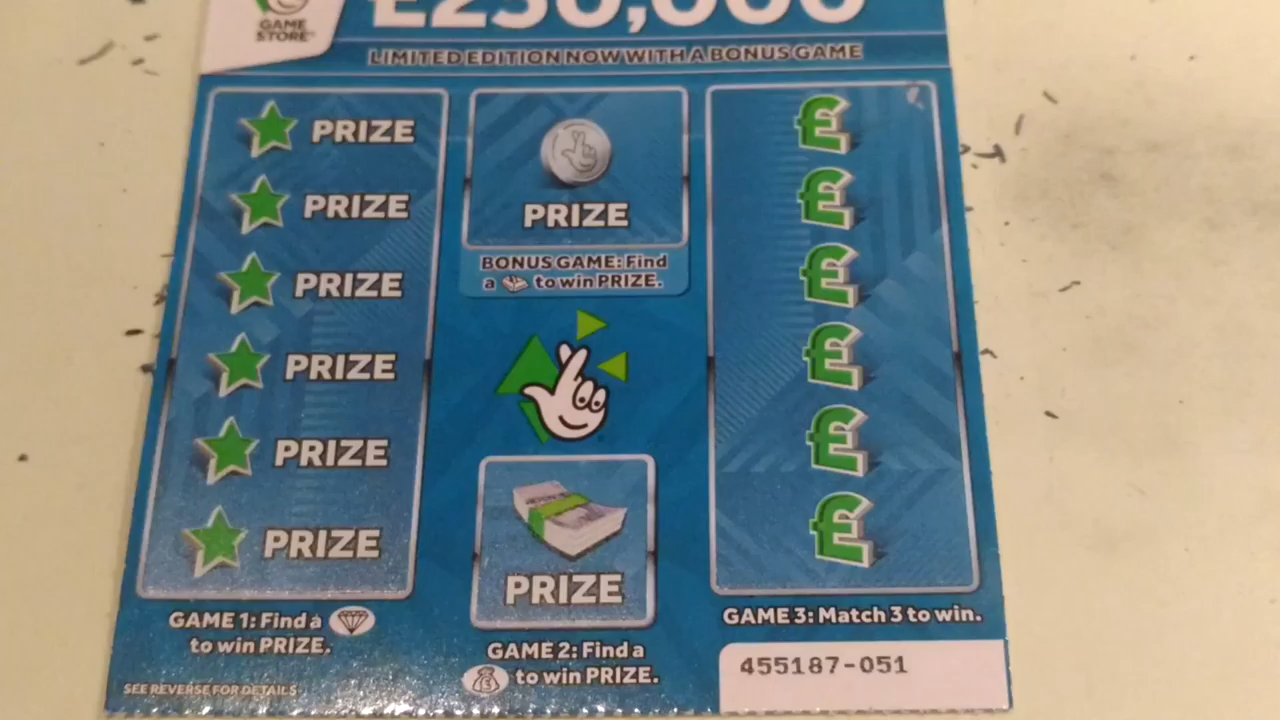 GAME
STORE
£250,000
LIMITED EDITION NOW WITH A BONUS GAME
PRIZE
PRIZE
PRIZE
PRIZE
PRIZE
PRIZE
GAME 1: Find a
to win PRIZE.
SEE REVERSE FOR DETAILS
PRIZE
BONUS GAME: Find
a to win PRIZE.
PRIZE
GAME 2: Find a
to win PRIZE.
£
£
£
£
£
£
GAME 3: Match 3 to win.
455187-051